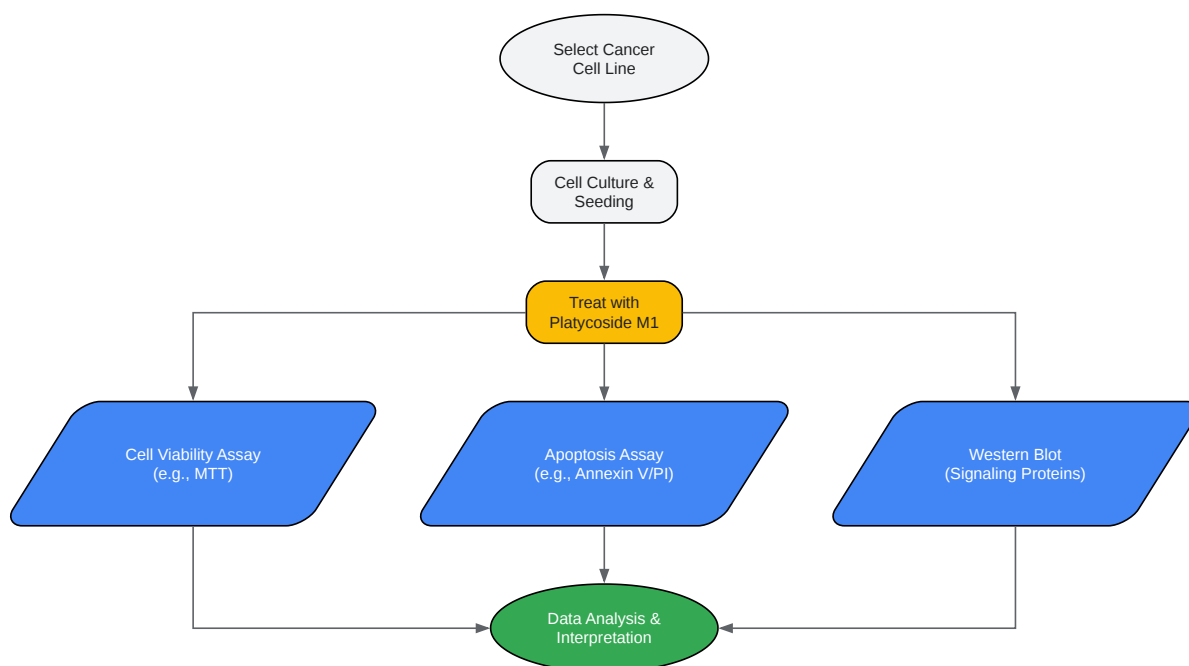 Select Cancer
Cell Line
Cell Culture &
Seeding
Treat with
Platycoside M1
Cell Viability Assay
(e.g., MTT)
Apoptosis Assay
(e.g., Annexin V/PI)
Western Blot
(Signaling Proteins)
Data Analysis &
Interpretation